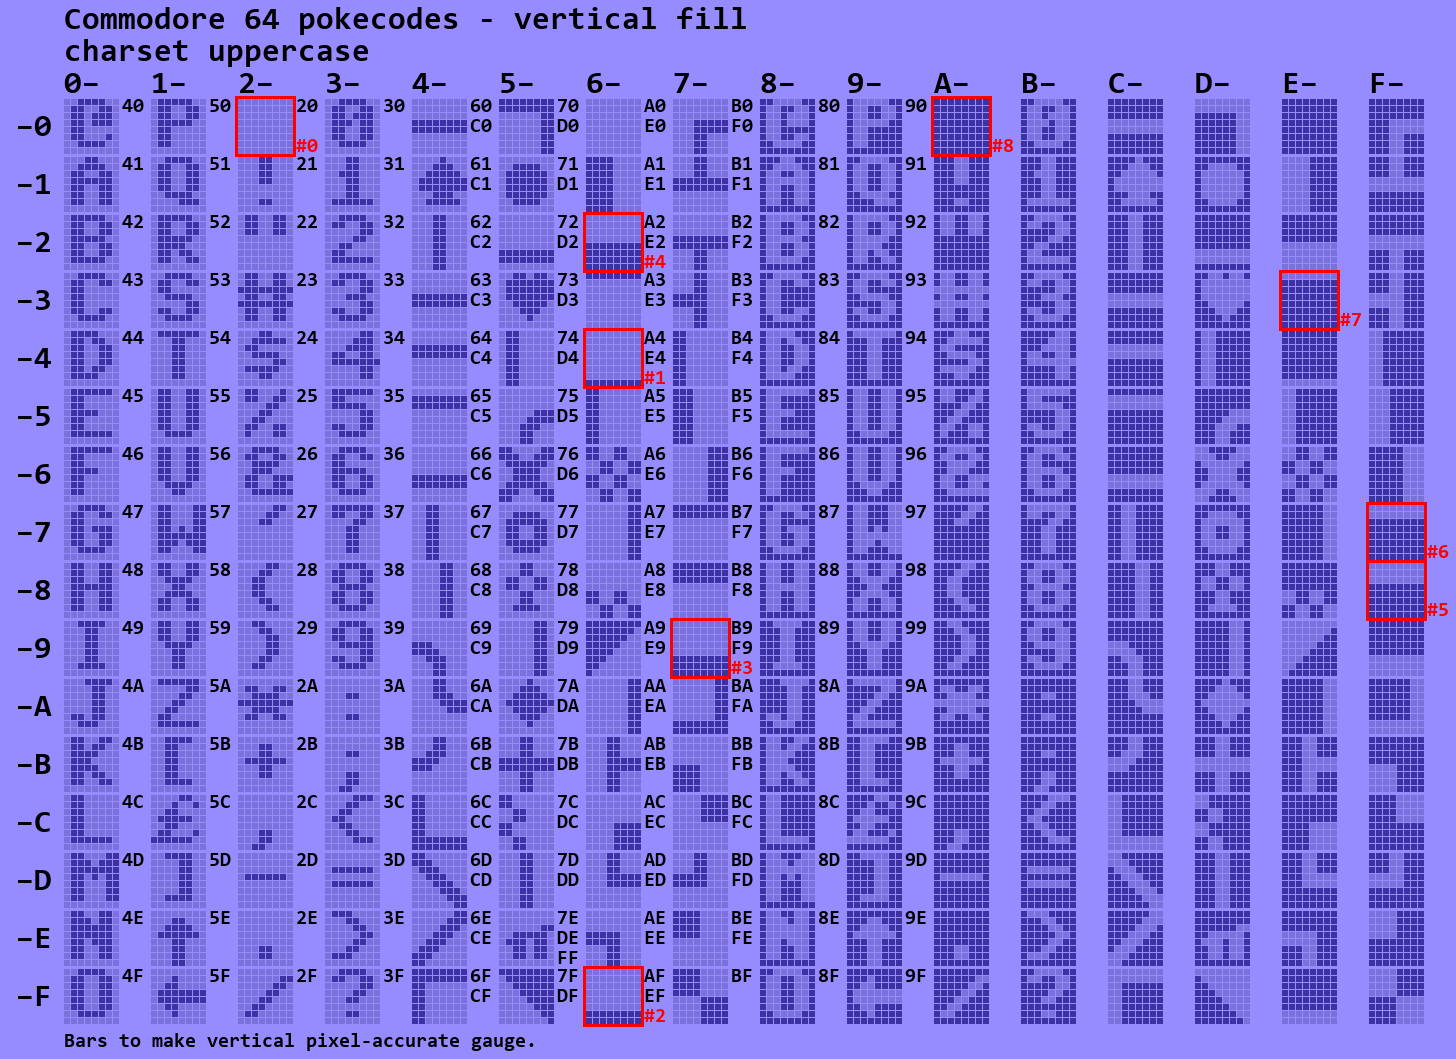 Commodore 64 pokecodes - vertical fill
charset uppercase
0- 1- 2- 3- 4- 5- 6- 7- 8- 9- A- B- C- D- E- F-
40 50 20 30 60 70 A0 B0 80 90
-0 C0 D0 E0 F0
#0 #8
41 51 21 31 61 71 A1 B1 81 91
-1 C1 D1 E1 F1
42 52 22 32 62 72 A2 B2 82 92
-2 C2 D2 E2 F2
#4
43 53 23 33 63 73 A3 B3 83 93
-3 C3 D3 E3 F3
#7
44 54 24 34 64 74 A4 B4 84 94
-4 C4 D4 E4 F4
#1
45 55 25 35 65 75 A5 B5 85 95
-5 C5 D5 E5 F5
46 56 26 36 66 76 A6 B6 86 96
-6 C6 D6 E6 F6
47 57 27 37 67 77 A7 B7 87 97
-7 C7 D7 E7 F7
#6
48 58 28 38 68 78 A8 B8 88 98
-8 C8 D8 E8 F8
#5
49 59 29 39 69 79 A9 B9 89 99
-9 C9 D9 E9 F9
#3
4A 5A 2A 3A 6A 7A AA BA 8A 9A
-A CA DA EA FA
4B 5B 2B 3B 6B 7B AB BB 8B 9B
-B CB DB EB FB
4C 5C 2C 3C 6C 7C AC BC 8C 9C
-C CC DC EC FC
4D 5D 2D 3D 6D 7D AD BD 8D 9D
-D CD DD ED FD
4E 5E 2E 3E 6E 7E AE BE 8E 9E
-E CE DE EE FE
FF
4F 5F 2F 3F 6F 7F AF BF 8F 9F
-F CF DF EF
#2
Bars to make vertical pixel-accurate gauge.